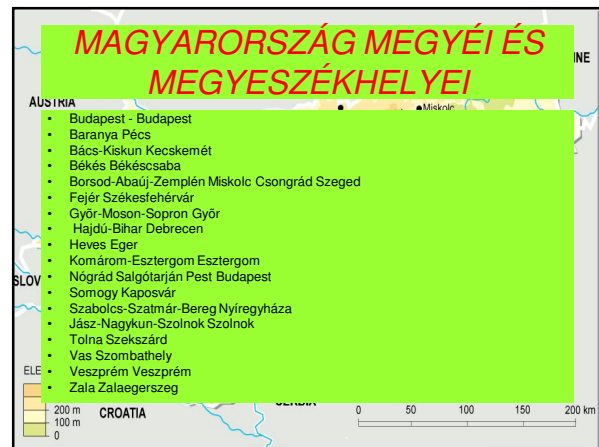 MAGYARORSZÁG MEGYÉI ÉS
MEGYESZÉKHELYEI
AUSTRIA
Miskolc
• Budapest - Budapest
• Baranya Pécs
• Bács-Kiskun Kecskemét
• Békés Békéscsaba
• Borsod-Abaúj-Zemplén Miskolc Csongrád Szeged
• Fejér Székesfehérvár
• Győr-Moson-Sopron Győr
• Hajdú-Bihar Debrecen
• Heves Eger
• Komárom-Esztergom Esztergom
• Nógrád Salgótarján Pest Budapest
• Somogy Kaposvár
• Szabolcs-Szatmár-Bereg Nyíregyháza
• Jász-Nagykun-Szolnok Szolnok
• Tolna Szekszárd
• Vas Szombathely
• Veszprém Veszprém
• Zala Zalaegerszeg
SLOV
ELE
200 m
100 m
0
CROATIA
0 50 100 150 200 km